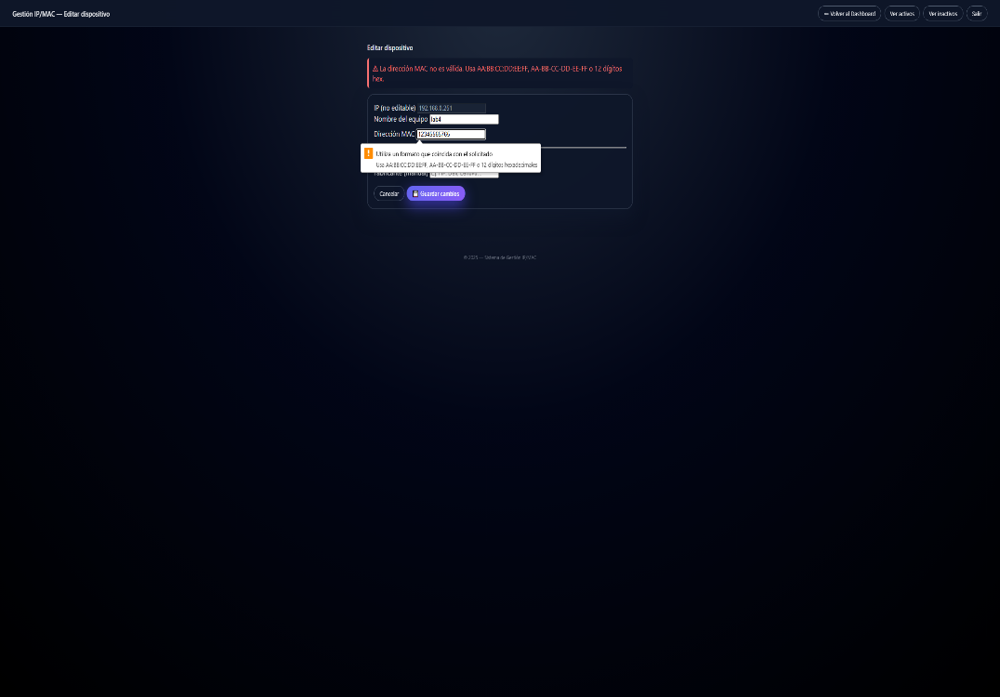 Gestión IP/MAC — Editar dispositivo
⬅ Volver al Dashboard
Ver activos
Ver inactivos
Salir
Editar dispositivo
⚠ La dirección MAC no es válida. Usa AA:BB:CC:DD:EE:FF, AA-BB-CC-DD-EE-FF o 12 dígitos
hex.
IP (no editable) 192.168.0.251
Nombre del equipo lab4
Dirección MAC
Utiliza un formato que coincida con el solicitado
Usa AA:BB:CC:DD:EE:FF, AA-BB-CC-DD-EE-FF o 12 dígitos hexadecimales
Fabricante (manual)
Cancelar
Guardar cambios
© 2025 — Sistema de Gestión IP/MAC